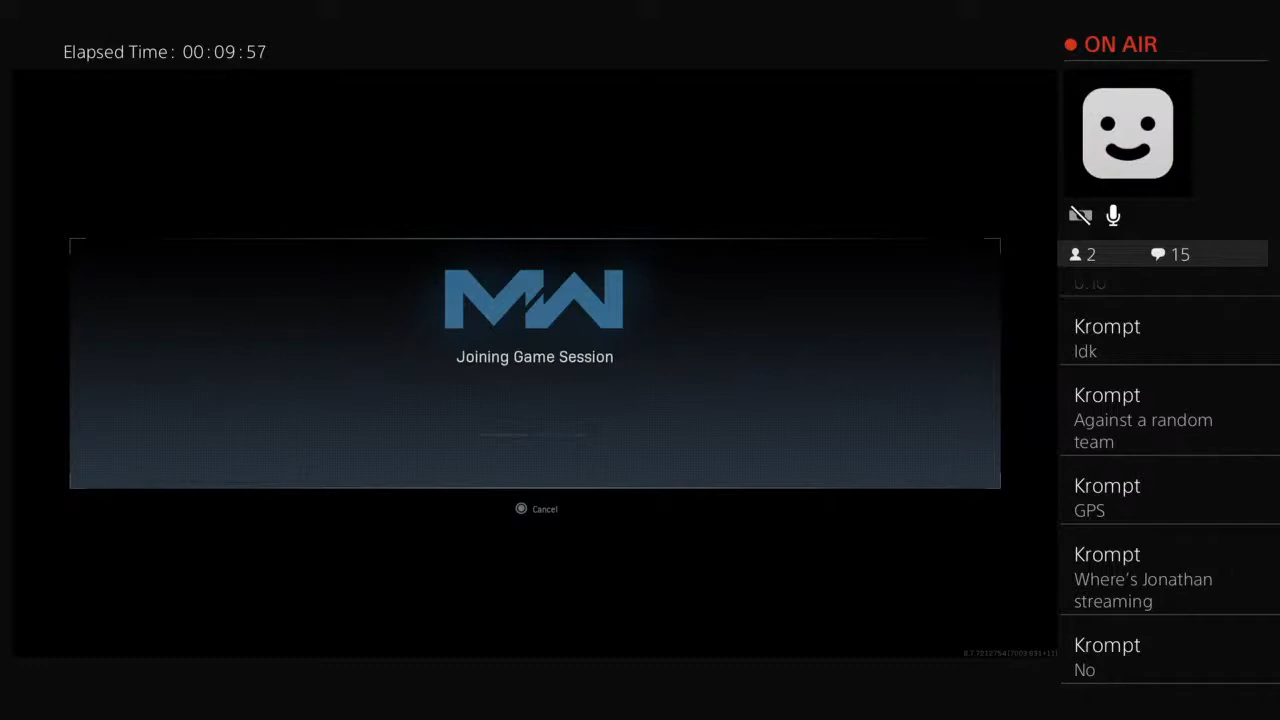 Elapsed Time: 00:09:57
ON AIR
2
15
MW
Joining Game Session
Cancel
Krompt
Idk
Krompt
Against a random
team
Krompt
GPS
Krompt
Where's Jonathan
streaming
Krompt
No